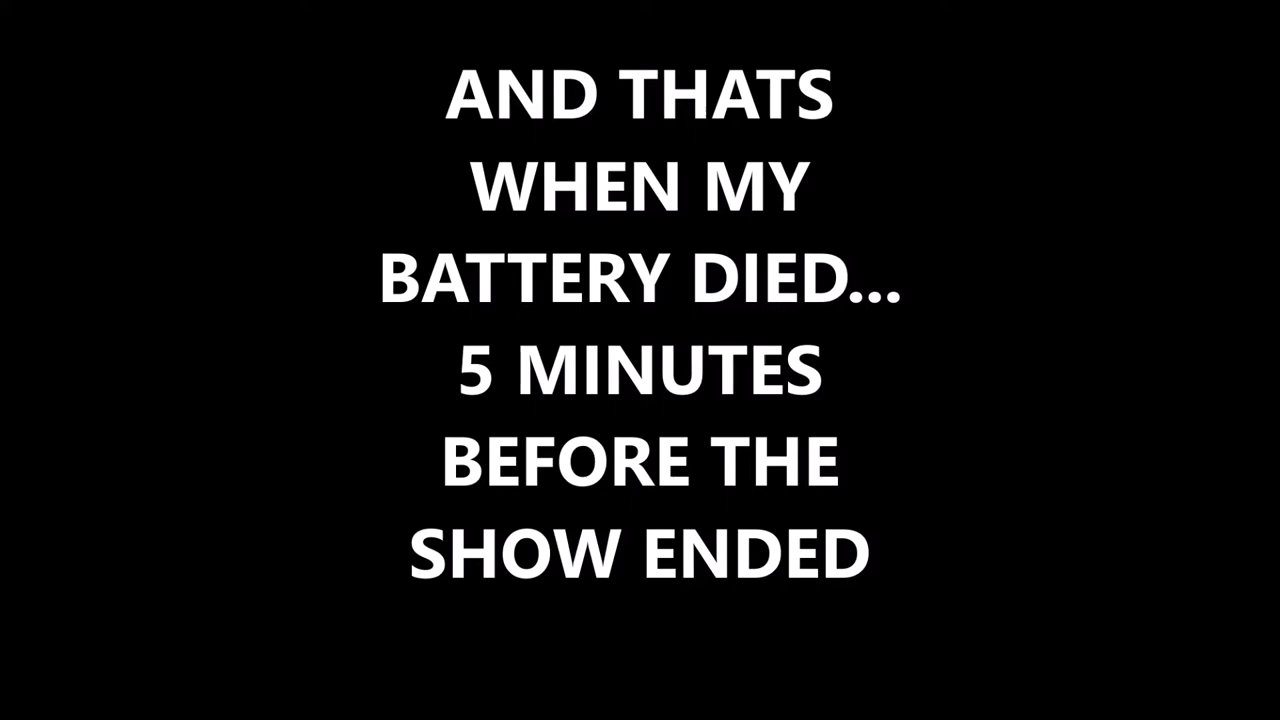 AND THATS
WHEN MY
BATTERY DIED...
5 MINUTES
BEFORE THE
SHOW ENDED